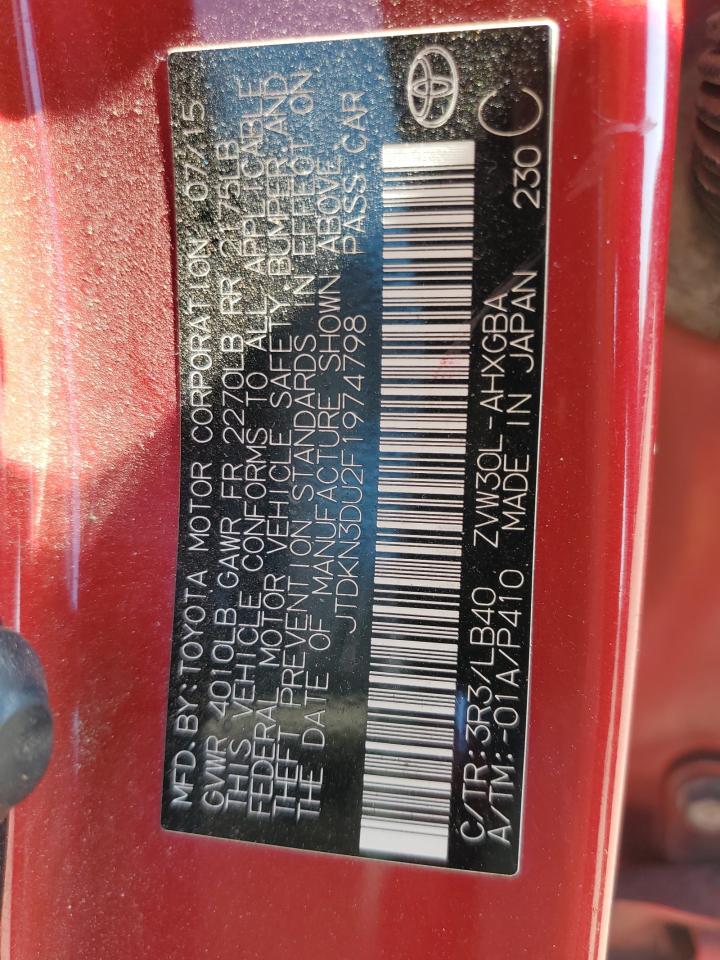 MFD. BY: TOYOTA MOTOR CORPORATION 07/15
GVWR 4010LB GAWR FR 2270LB RR 2175LB
THIS VEHICLE CONFORMS TO ALL APPLICABLE
FEDERAL MOTOR VEHICLE SAFETY, BUMPER, AND
THEFT PREVENTION STANDARDS IN EFFECT ON
THE DATE OF MANUFACTURE SHOWN ABOVE.
JTDKN3DU2F1974798 PASS. CAR
C/TR: 3R3/LB40 ZVW30L-AHXGBA
A/TM: -01A/P410 MADE IN JAPAN 230 C